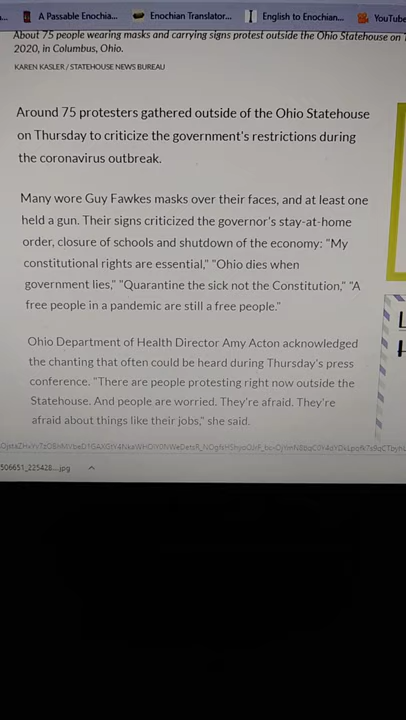 A Passable Enochia...
Enochian Translator...
English to Enochian...
YouTube
About 75 people wearing masks and carrying signs protest outside the Ohio Statehouse on
2020, in Columbus, Ohio.
KAREN KASLER / STATEHOUSE NEWS BUREAU
Around 75 protesters gathered outside of the Ohio Statehouse
on Thursday to criticize the government's restrictions during
the coronavirus outbreak.
Many wore Guy Fawkes masks over their faces, and at least one
held a gun. Their signs criticized the governor's stay-at-home
order, closure of schools and shutdown of the economy: "My
constitutional rights are essential," "Ohio dies when
government lies," "Quarantine the sick not the Constitution," "A
free people in a pandemic are still a free people."
Ohio Department of Health Director Amy Acton acknowledged
the chanting that often could be heard during Thursday's press
conference. "There are people protesting right now outside the
Statehouse. And people are worried. They're afraid. They're
afraid about things like their jobs," she said.
506651_225428....jpg